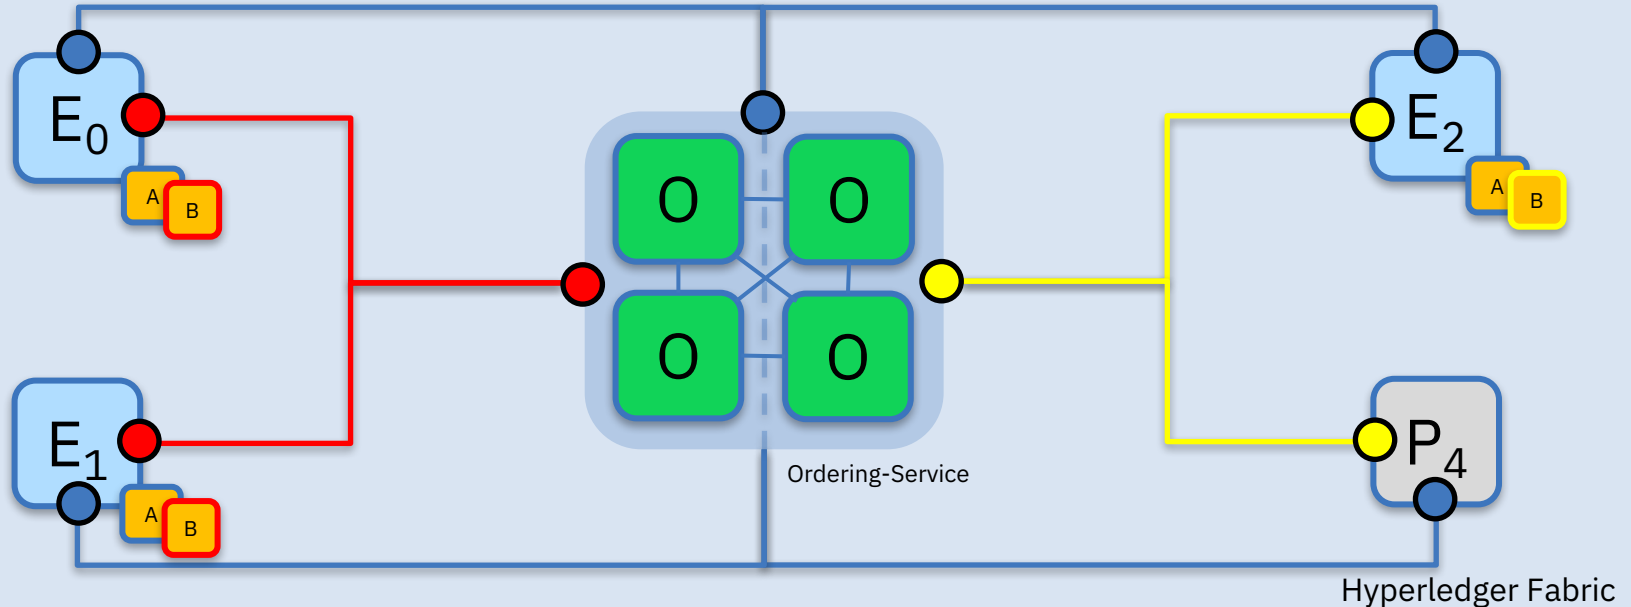 E0
A
B
O
O
E2
A
B
O
O
E1
A
B
P4
Ordering-Service
Hyperledger Fabric